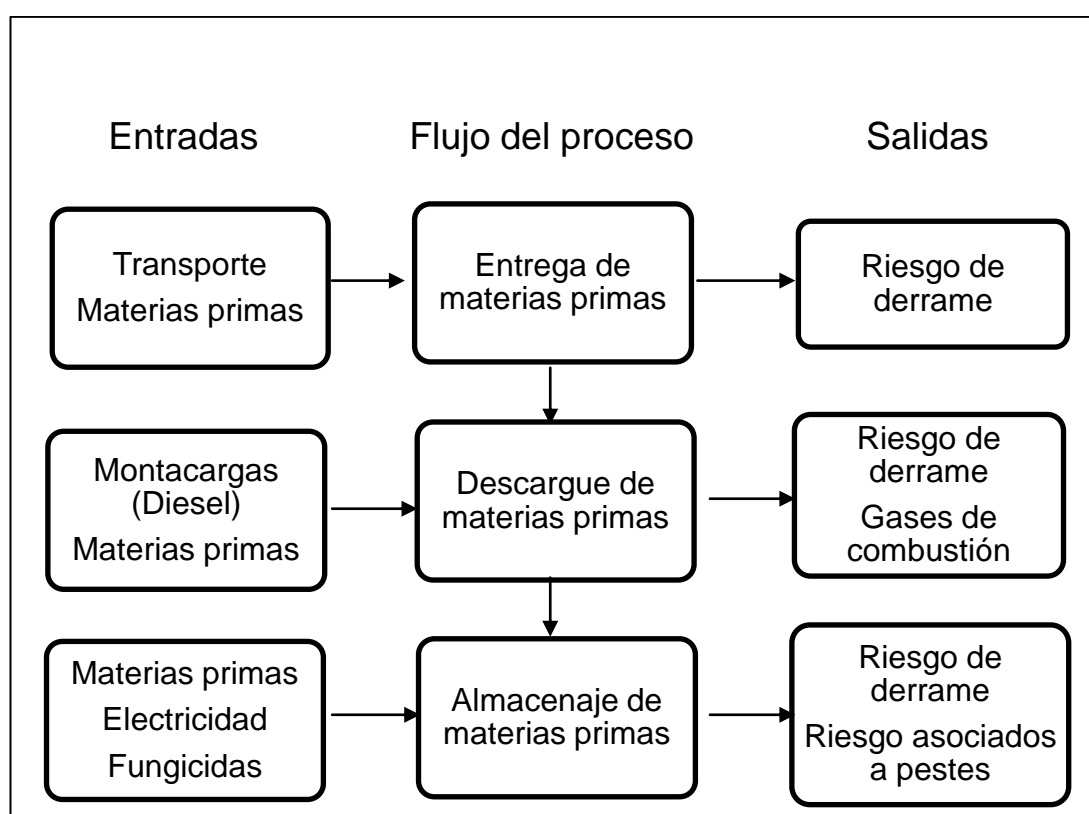 Entradas
Flujo del proceso
Salidas
Transporte
Materias primas
Entrega de
materias primas
Riesgo de
derrame
Montacargas
(Diesel)
Materias primas
Descargue de
materias primas
Riesgo de
derrame
Gases de
combustión
Materias primas
Electricidad
Fungicidas
Almacenaje de
materias primas
Riesgo de
derrame
Riesgo asociados
a pestes